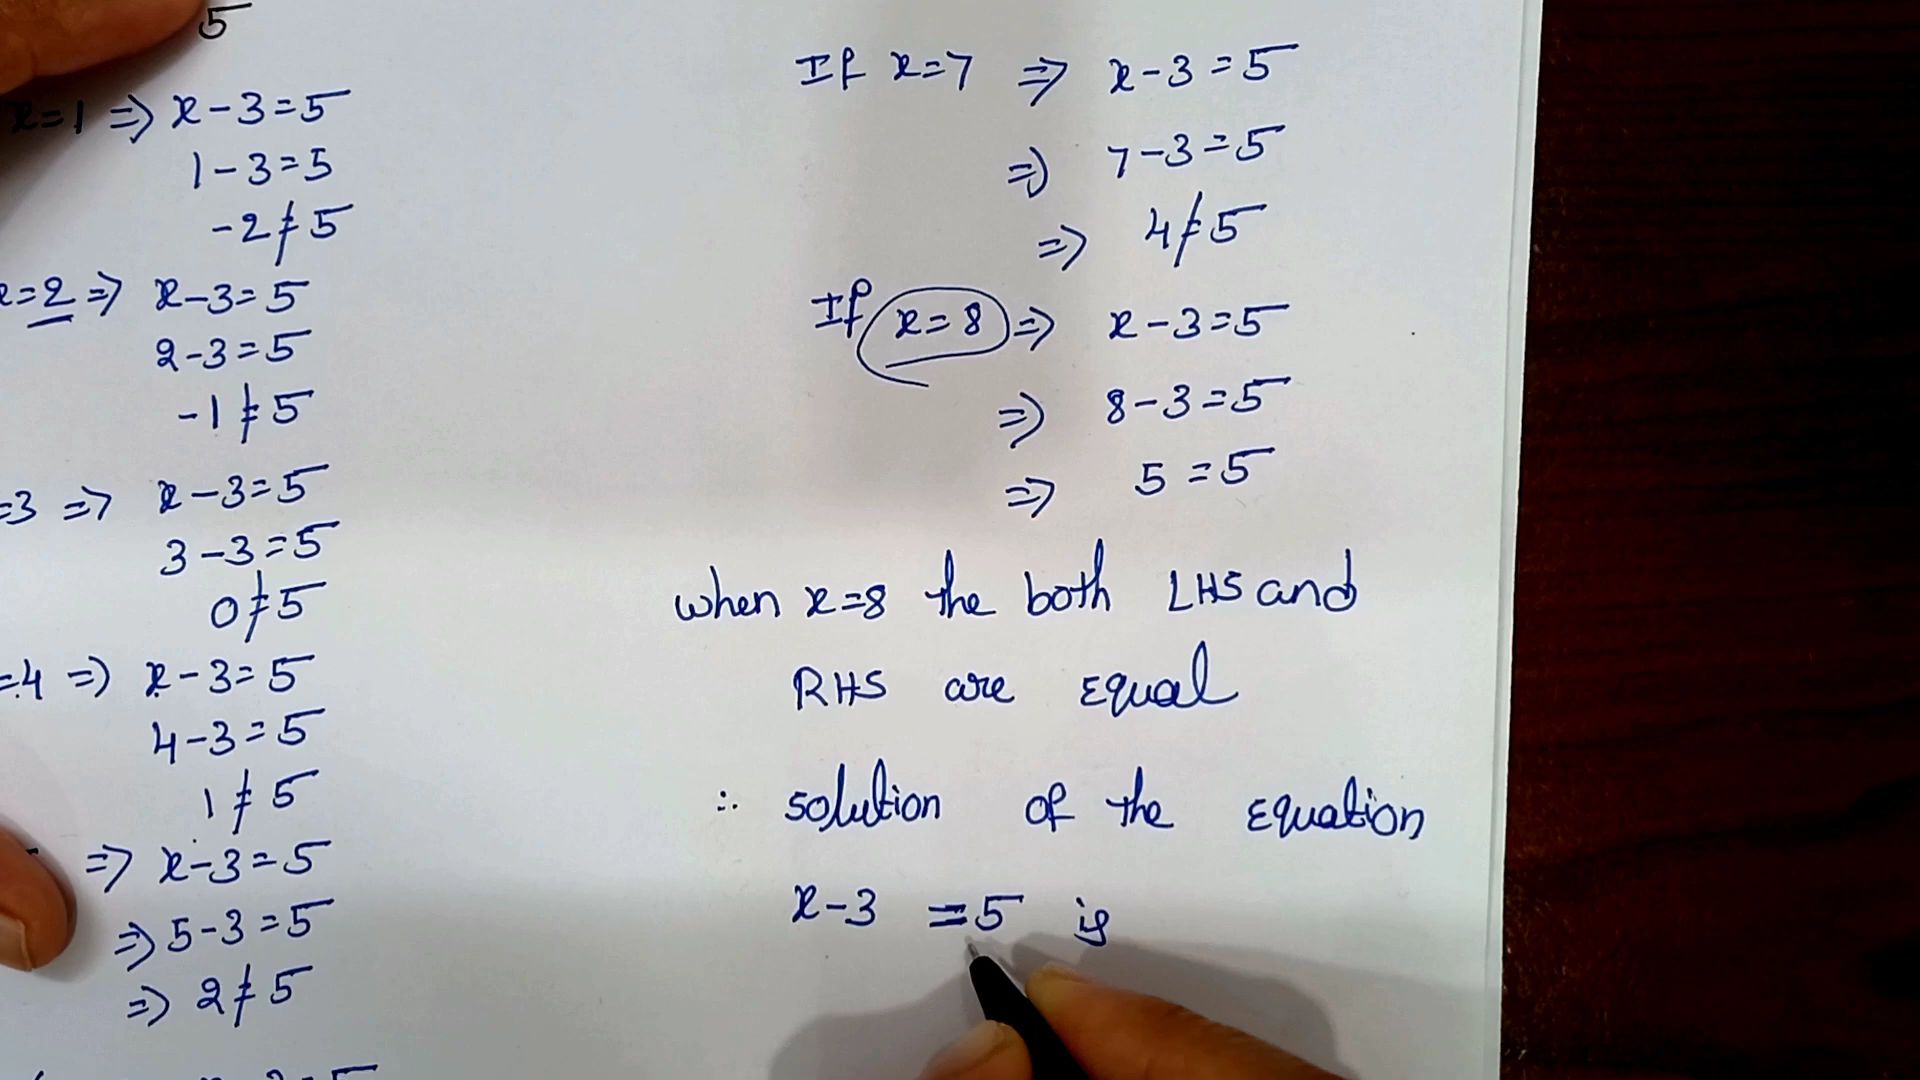 5
x=1 => x-3=5
1-3=5
-2≠5
x=2 => x-3=5
2-3=5
-1≠5
=3 => x-3=5
3-3=5
0≠5
=4 => x-3=5
4-3=5
1≠5
=> x-3=5
=> 5-3=5
=> 2≠5
If x=7 => x-3=5
=> 7-3=5
=> 4≠5
If x=8 => x-3=5
=> 8-3=5
=> 5=5
when x=8 the both LHS and
RHS are equal
∴ solution of the equation
x-3 =5 is